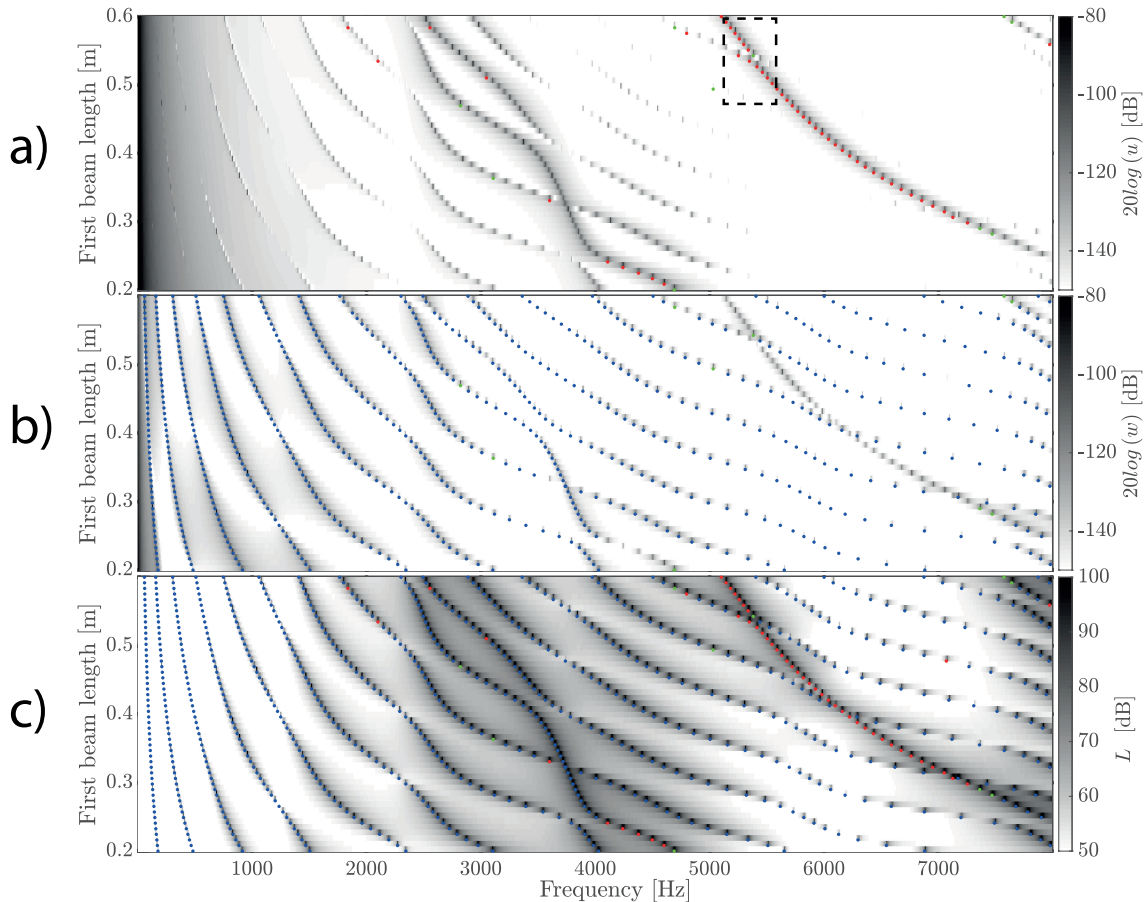 a)
First beam length [m]
0.6
0.5
0.4
0.3
0.2
-80
-100
-120
-140
20log (u) [dB]
b)
First beam length [m]
0.5
0.4
0.3
0.2
-80
-100
-120
-140
20log (w) [dB]
c)
First beam length [m]
0.5
0.4
0.3
0.2
100
90
80
70
60
50
L [dB]
1000 2000 3000 4000 5000 6000 7000
Frequency [Hz]